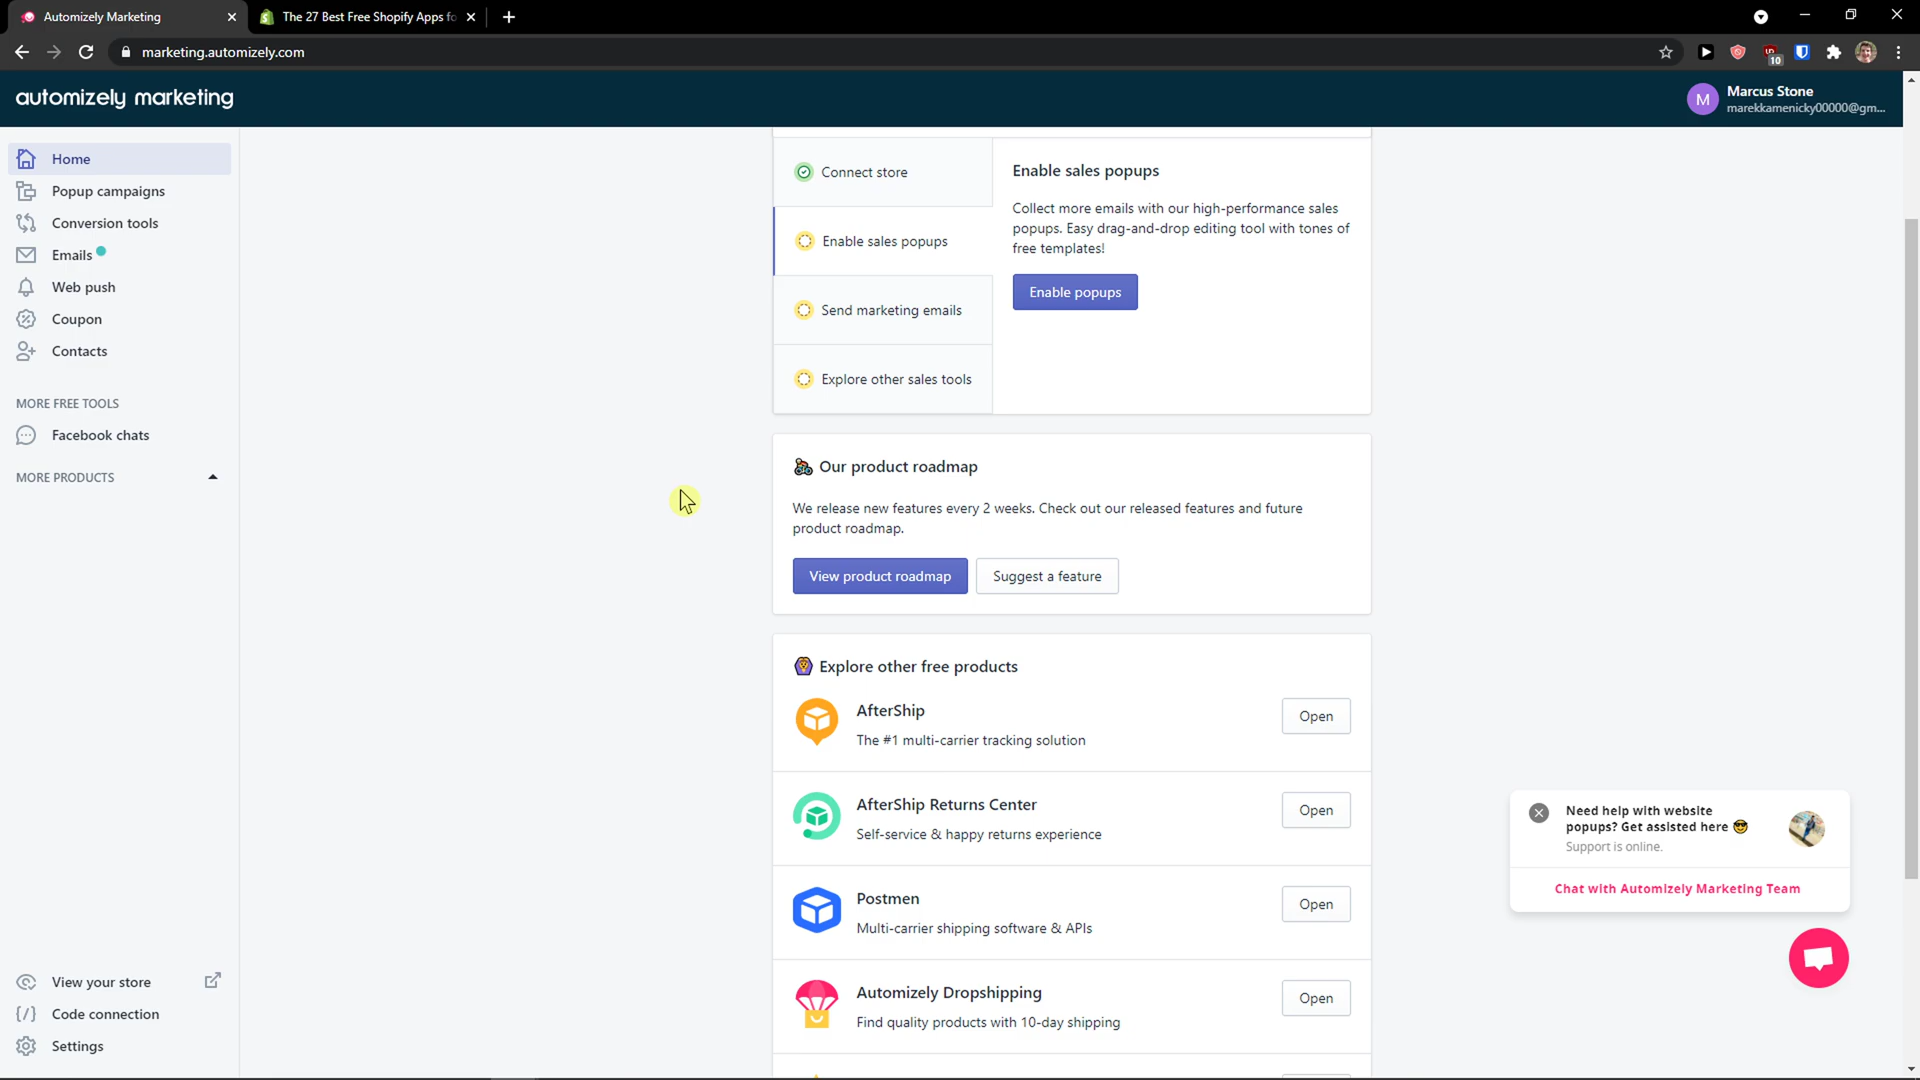 Automizely Marketing
The 27 Best Free Shopify Apps fo
marketing.automizely.com
10
automizely marketing
M
Marcus Stone
marekkamenicky00000@gm...
Home
Popup campaigns
Conversion tools
Emails
Web push
Coupon
Contacts
MORE FREE TOOLS
Facebook chats
MORE PRODUCTS
View your store
Code connection
Settings
Connect store
Enable sales popups
Send marketing emails
Explore other sales tools
Enable sales popups
Collect more emails with our high-performance sales
popups. Easy drag-and-drop editing tool with tones of
free templates!
Enable popups
Our product roadmap
We release new features every 2 weeks. Check out our released features and future
product roadmap.
View product roadmap
Suggest a feature
Explore other free products
AfterShip
The #1 multi-carrier tracking solution
Open
AfterShip Returns Center
Self-service & happy returns experience
Open
Postmen
Multi-carrier shipping software & APIs
Open
Automizely Dropshipping
Find quality products with 10-day shipping
Open
Need help with website
popups? Get assisted here 😎
Support is online.
Chat with Automizely Marketing Team